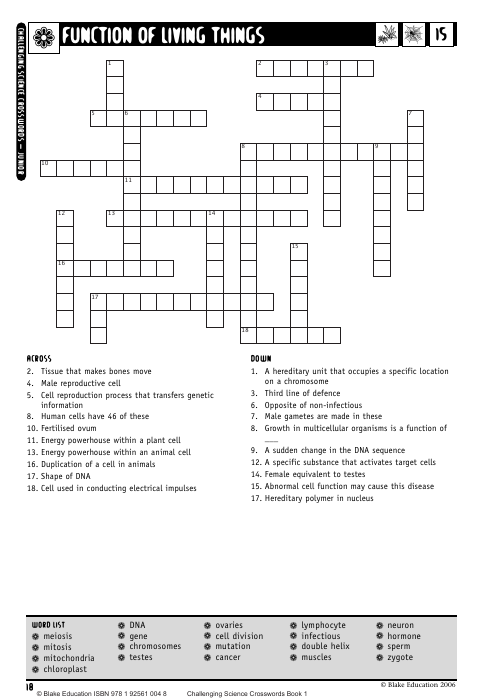 FUNCTION OF LIVING THINGS
15
CHALLENGING SCIENCE CROSSWORDS – JUNIOR
1
2
3
4
5
6
7
8
9
10
11
12
13
14
15
16
17
18
ACROSS
2. Tissue that makes bones move
4. Male reproductive cell
5. Cell reproduction process that transfers genetic
information
8. Human cells have 46 of these
10. Fertilised ovum
11. Energy powerhouse within a plant cell
13. Energy powerhouse within an animal cell
16. Duplication of a cell in animals
17. Shape of DNA
18. Cell used in conducting electrical impulses
DOWN
1. A hereditary unit that occupies a specific location
on a chromosome
3. Third line of defence
6. Opposite of non-infectious
7. Male gametes are made in these
8. Growth in multicellular organisms is a function of
___
9. A sudden change in the DNA sequence
12. A specific substance that activates target cells
14. Female equivalent to testes
15. Abnormal cell function may cause this disease
17. Hereditary polymer in nucleus
WORD LIST
meiosis
mitosis
mitochondria
chloroplast
DNA
gene
chromosomes
testes
ovaries
cell division
mutation
cancer
lymphocyte
infectious
double helix
muscles
neuron
hormone
sperm
zygote
18
© Blake Education 2006
© Blake Education ISBN 978 1 92561 004 8 Challenging Science Crosswords Book 1